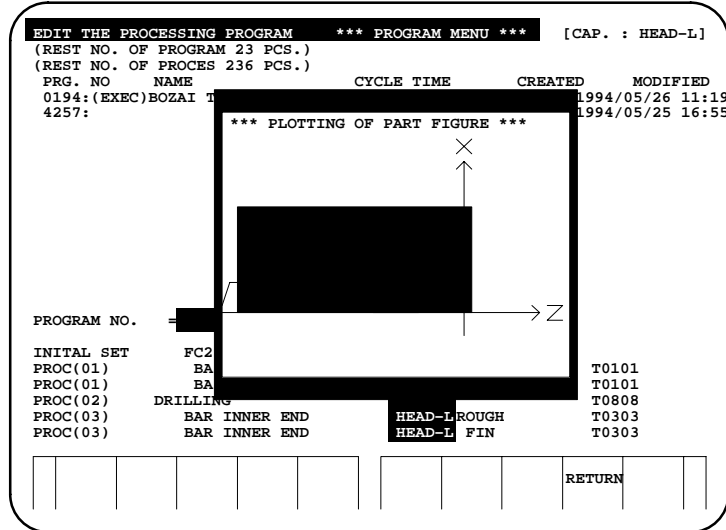 EDIT THE PROCESSING PROGRAM *** PROGRAM MENU *** [CAP. : HEAD-L]
(REST NO. OF PROGRAM 23 PCS.)
(REST NO. OF PROCES 236 PCS.)
PRG. NO NAME CYCLE TIME CREATED MODIFIED
0194:(EXEC)BOZAI T 1994/05/26 11:19
4257: 1994/05/25 16:55
*** PLOTTING OF PART FIGURE ***
X
Z
PROGRAM NO. =
INITAL SET FC2
PROC(01) BA T0101
PROC(01) BA T0101
PROC(02) DRILLING T0808
PROC(03) BAR INNER END HEAD-L ROUGH T0303
PROC(03) BAR INNER END HEAD-L FIN T0303
RETURN